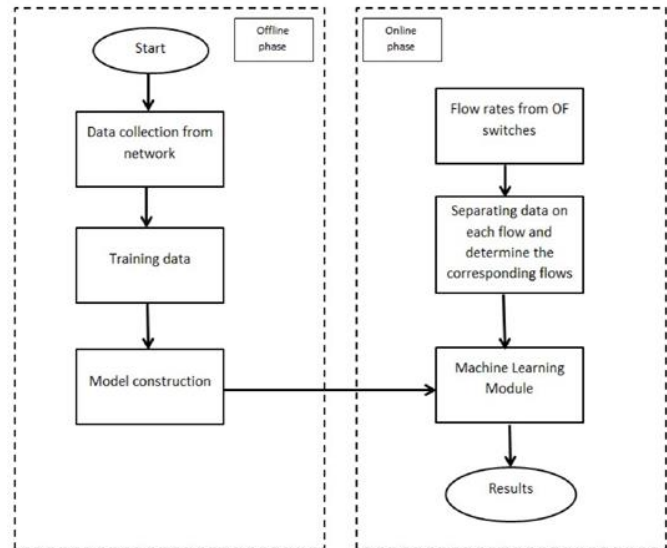 Start
Offline
phase
Data collection from
network
Training data
Model construction
Online
phase
Flow rates from OF
switches
Separating data on
each flow and
determine the
corresponding flows
Machine Learning
Module
Results